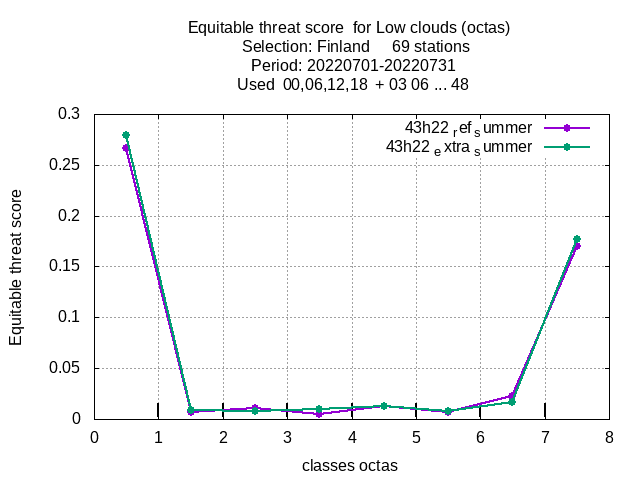 Equitable threat score  for Low clouds (octas)
Selection: Finland     69 stations
Period: 20220701-20220731
Used  00,06,12,18  + 03 06 ... 48
43h22 ref summer
43h22 extra summer
0.3
0.25
0.2
0.15
0.1
0.05
0
Equitable threat score
0 1 2 3 4 5 6 7 8
classes octas